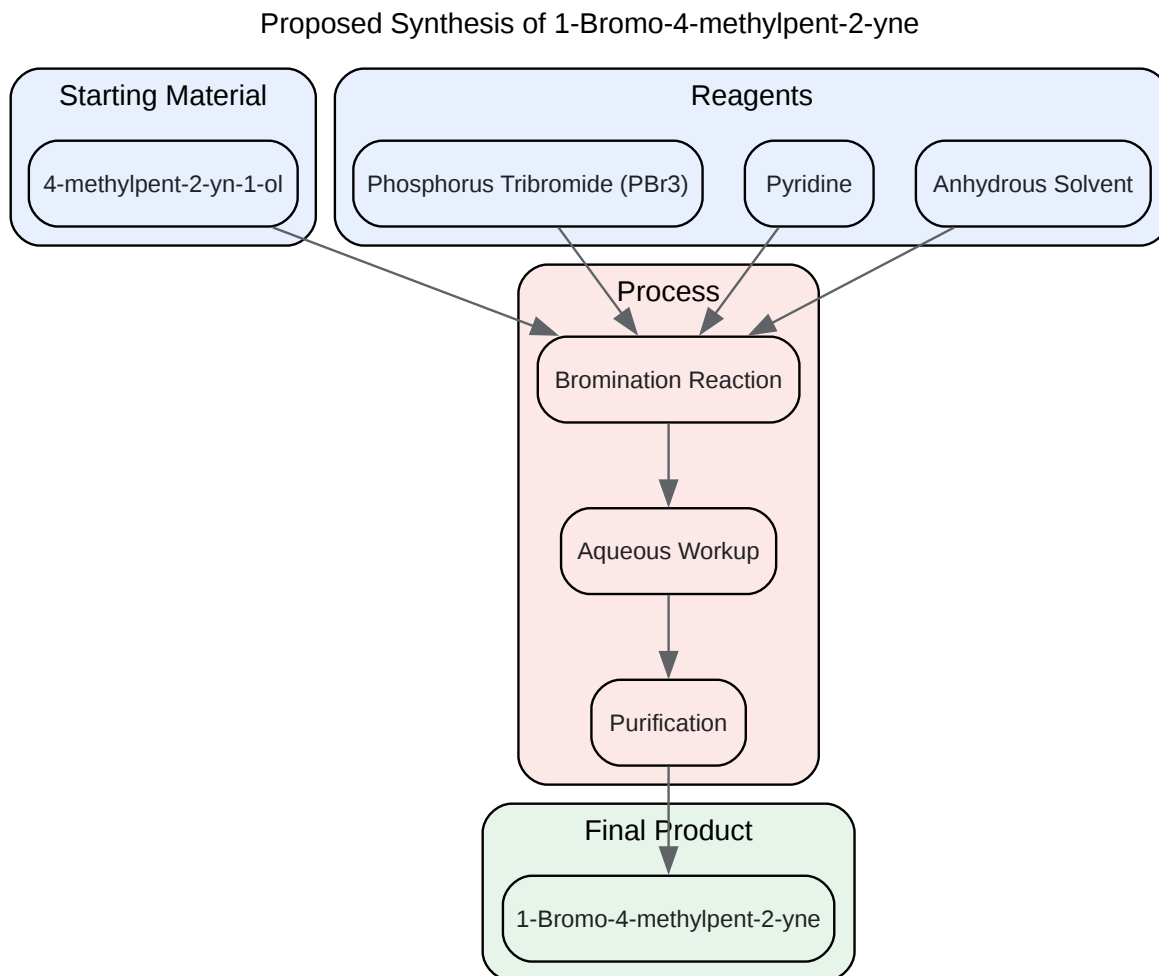 Proposed Synthesis of 1-Bromo-4-methylpent-2-yne
Starting Material
Reagents
4-methylpent-2-yn-1-ol
Phosphorus Tribromide (PBr3)
Pyridine
Anhydrous Solvent
Process
Bromination Reaction
Aqueous Workup
Purification
Final Product
1-Bromo-4-methylpent-2-yne